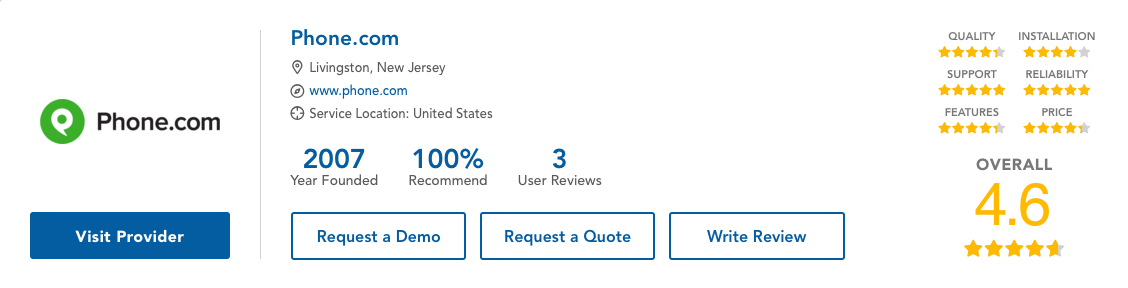 Phone.com
Visit Provider
Phone.com
Livingston, New Jersey
www.phone.com
Service Location: United States
2007 100% 3
Year Founded Recommend User Reviews
Request a Demo Request a Quote Write Review
QUALITY INSTALLATION
SUPPORT RELIABILITY
FEATURES PRICE
OVERALL
4.6